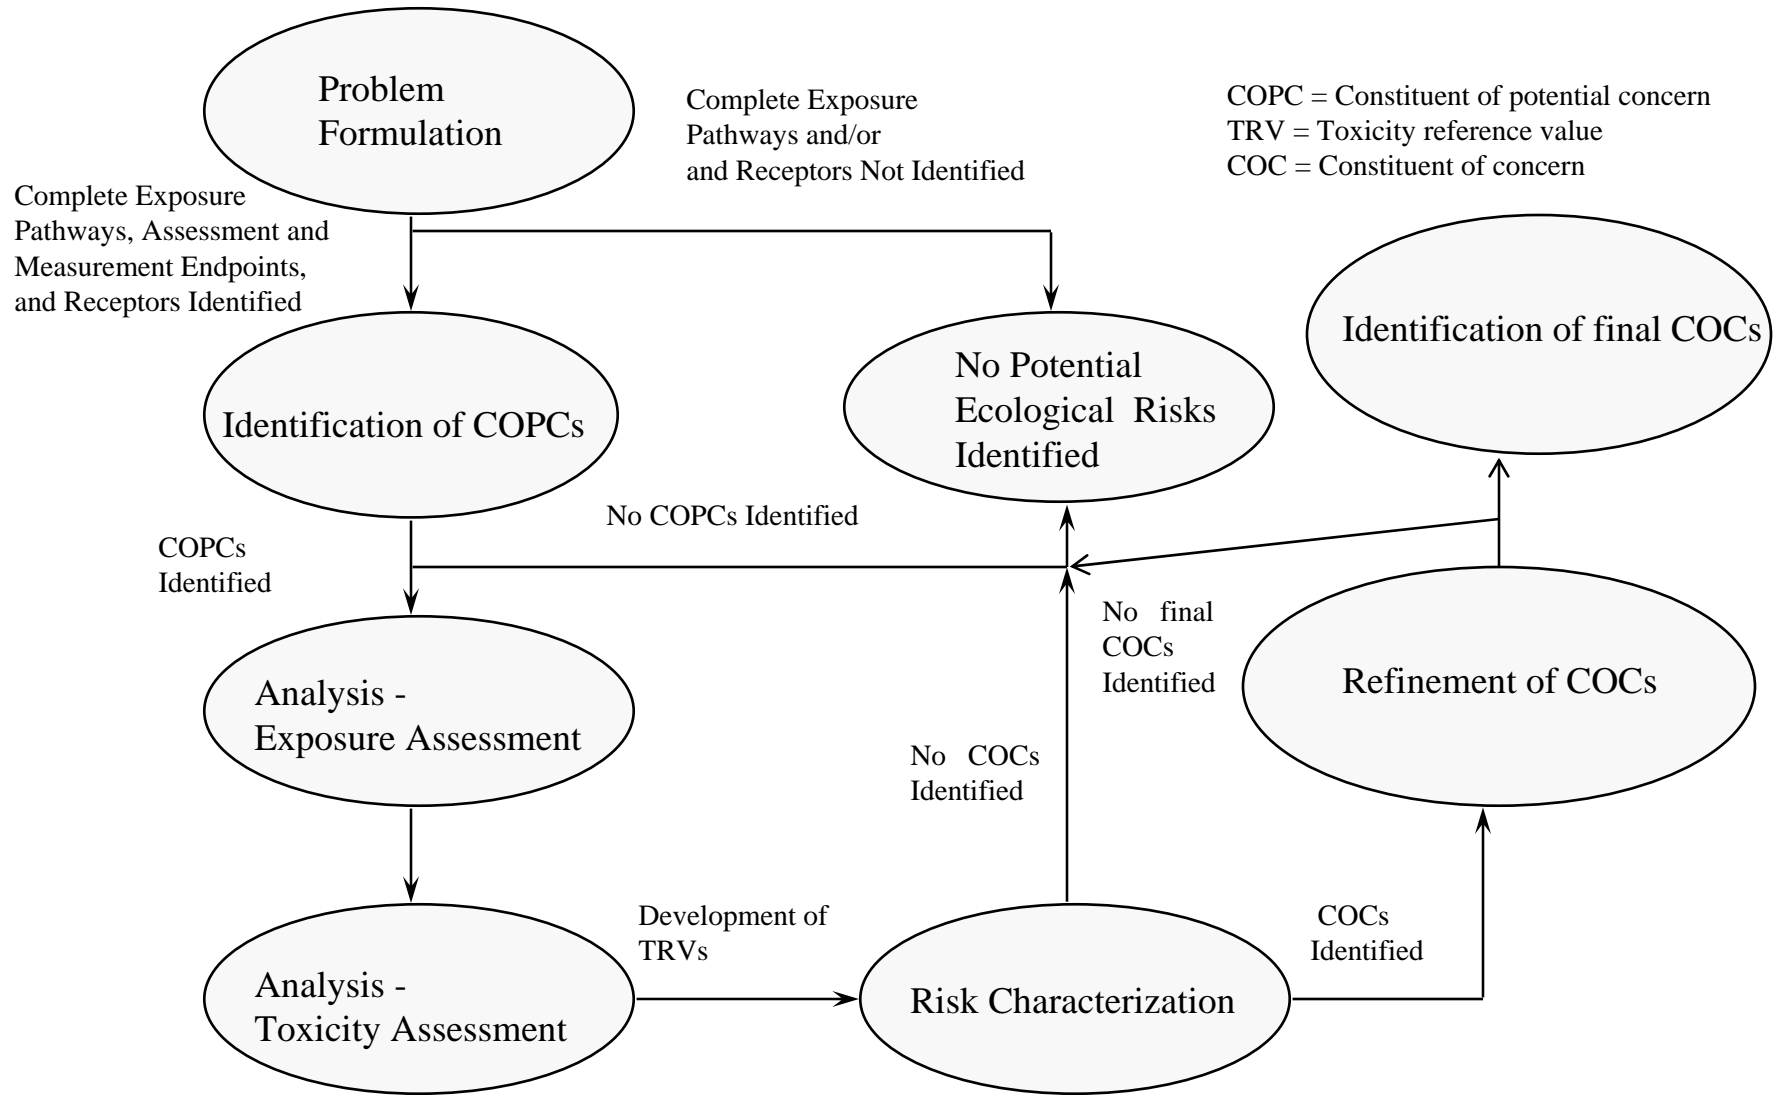 Problem
Formulation
Complete Exposure
Pathways and/or
and Receptors Not Identified
COPC = Constituent of potential concern
TRV = Toxicity reference value
COC = Constituent of concern
Complete Exposure
Pathways, Assessment and
Measurement Endpoints,
and Receptors Identified
Identification of COPCs
No Potential
Ecological Risks
Identified
Identification of final COCs
No COPCs Identified
COPCs
Identified
No final
COCs
Identified
Analysis -
Exposure Assessment
Refinement of COCs
No COCs
Identified
Development of
TRVs
COCs
Identified
Analysis -
Toxicity Assessment
Risk Characterization